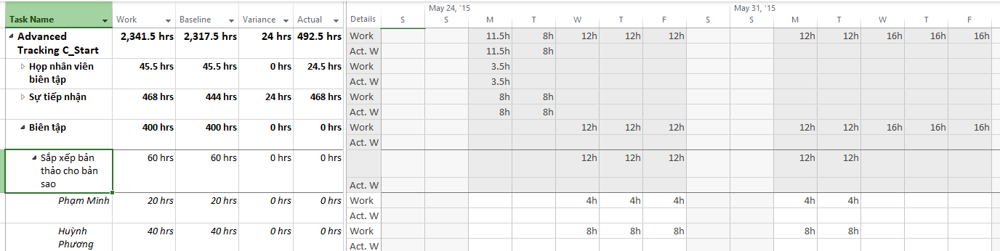 May 24, '15 May 31, '15
Task Name Work Baseline Variance Actual Details S S M T W T F S S M T W T F
Advanced 2,341.5 hrs 2,317.5 hrs 24 hrs 492.5 hrs Work 11.5h 8h 12h 12h 12h 12h 12h 16h 16h 16h
Tracking C_Start Act. W 11.5h 8h
Họp nhân viên 45.5 hrs 45.5 hrs 0 hrs 24.5 hrs Work 3.5h
biên tập Act. W 3.5h
Sự tiếp nhận 468 hrs 444 hrs 24 hrs 468 hrs Work 8h 8h
Act. W 8h 8h
Biên tập 400 hrs 400 hrs 0 hrs 0 hrs Work 12h 12h 12h 12h 12h 16h 16h 16h
Act. W
Sắp xếp bản 60 hrs 60 hrs 0 hrs 0 hrs 12h 12h 12h 12h 12h
thảo cho bản
sao Act. W
Phạm Minh 20 hrs 20 hrs 0 hrs 0 hrs Work 4h 4h 4h 4h 4h
Act. W
Huỳnh 40 hrs 40 hrs 0 hrs 0 hrs Work 8h 8h 8h 8h 8h
Phương Act. W